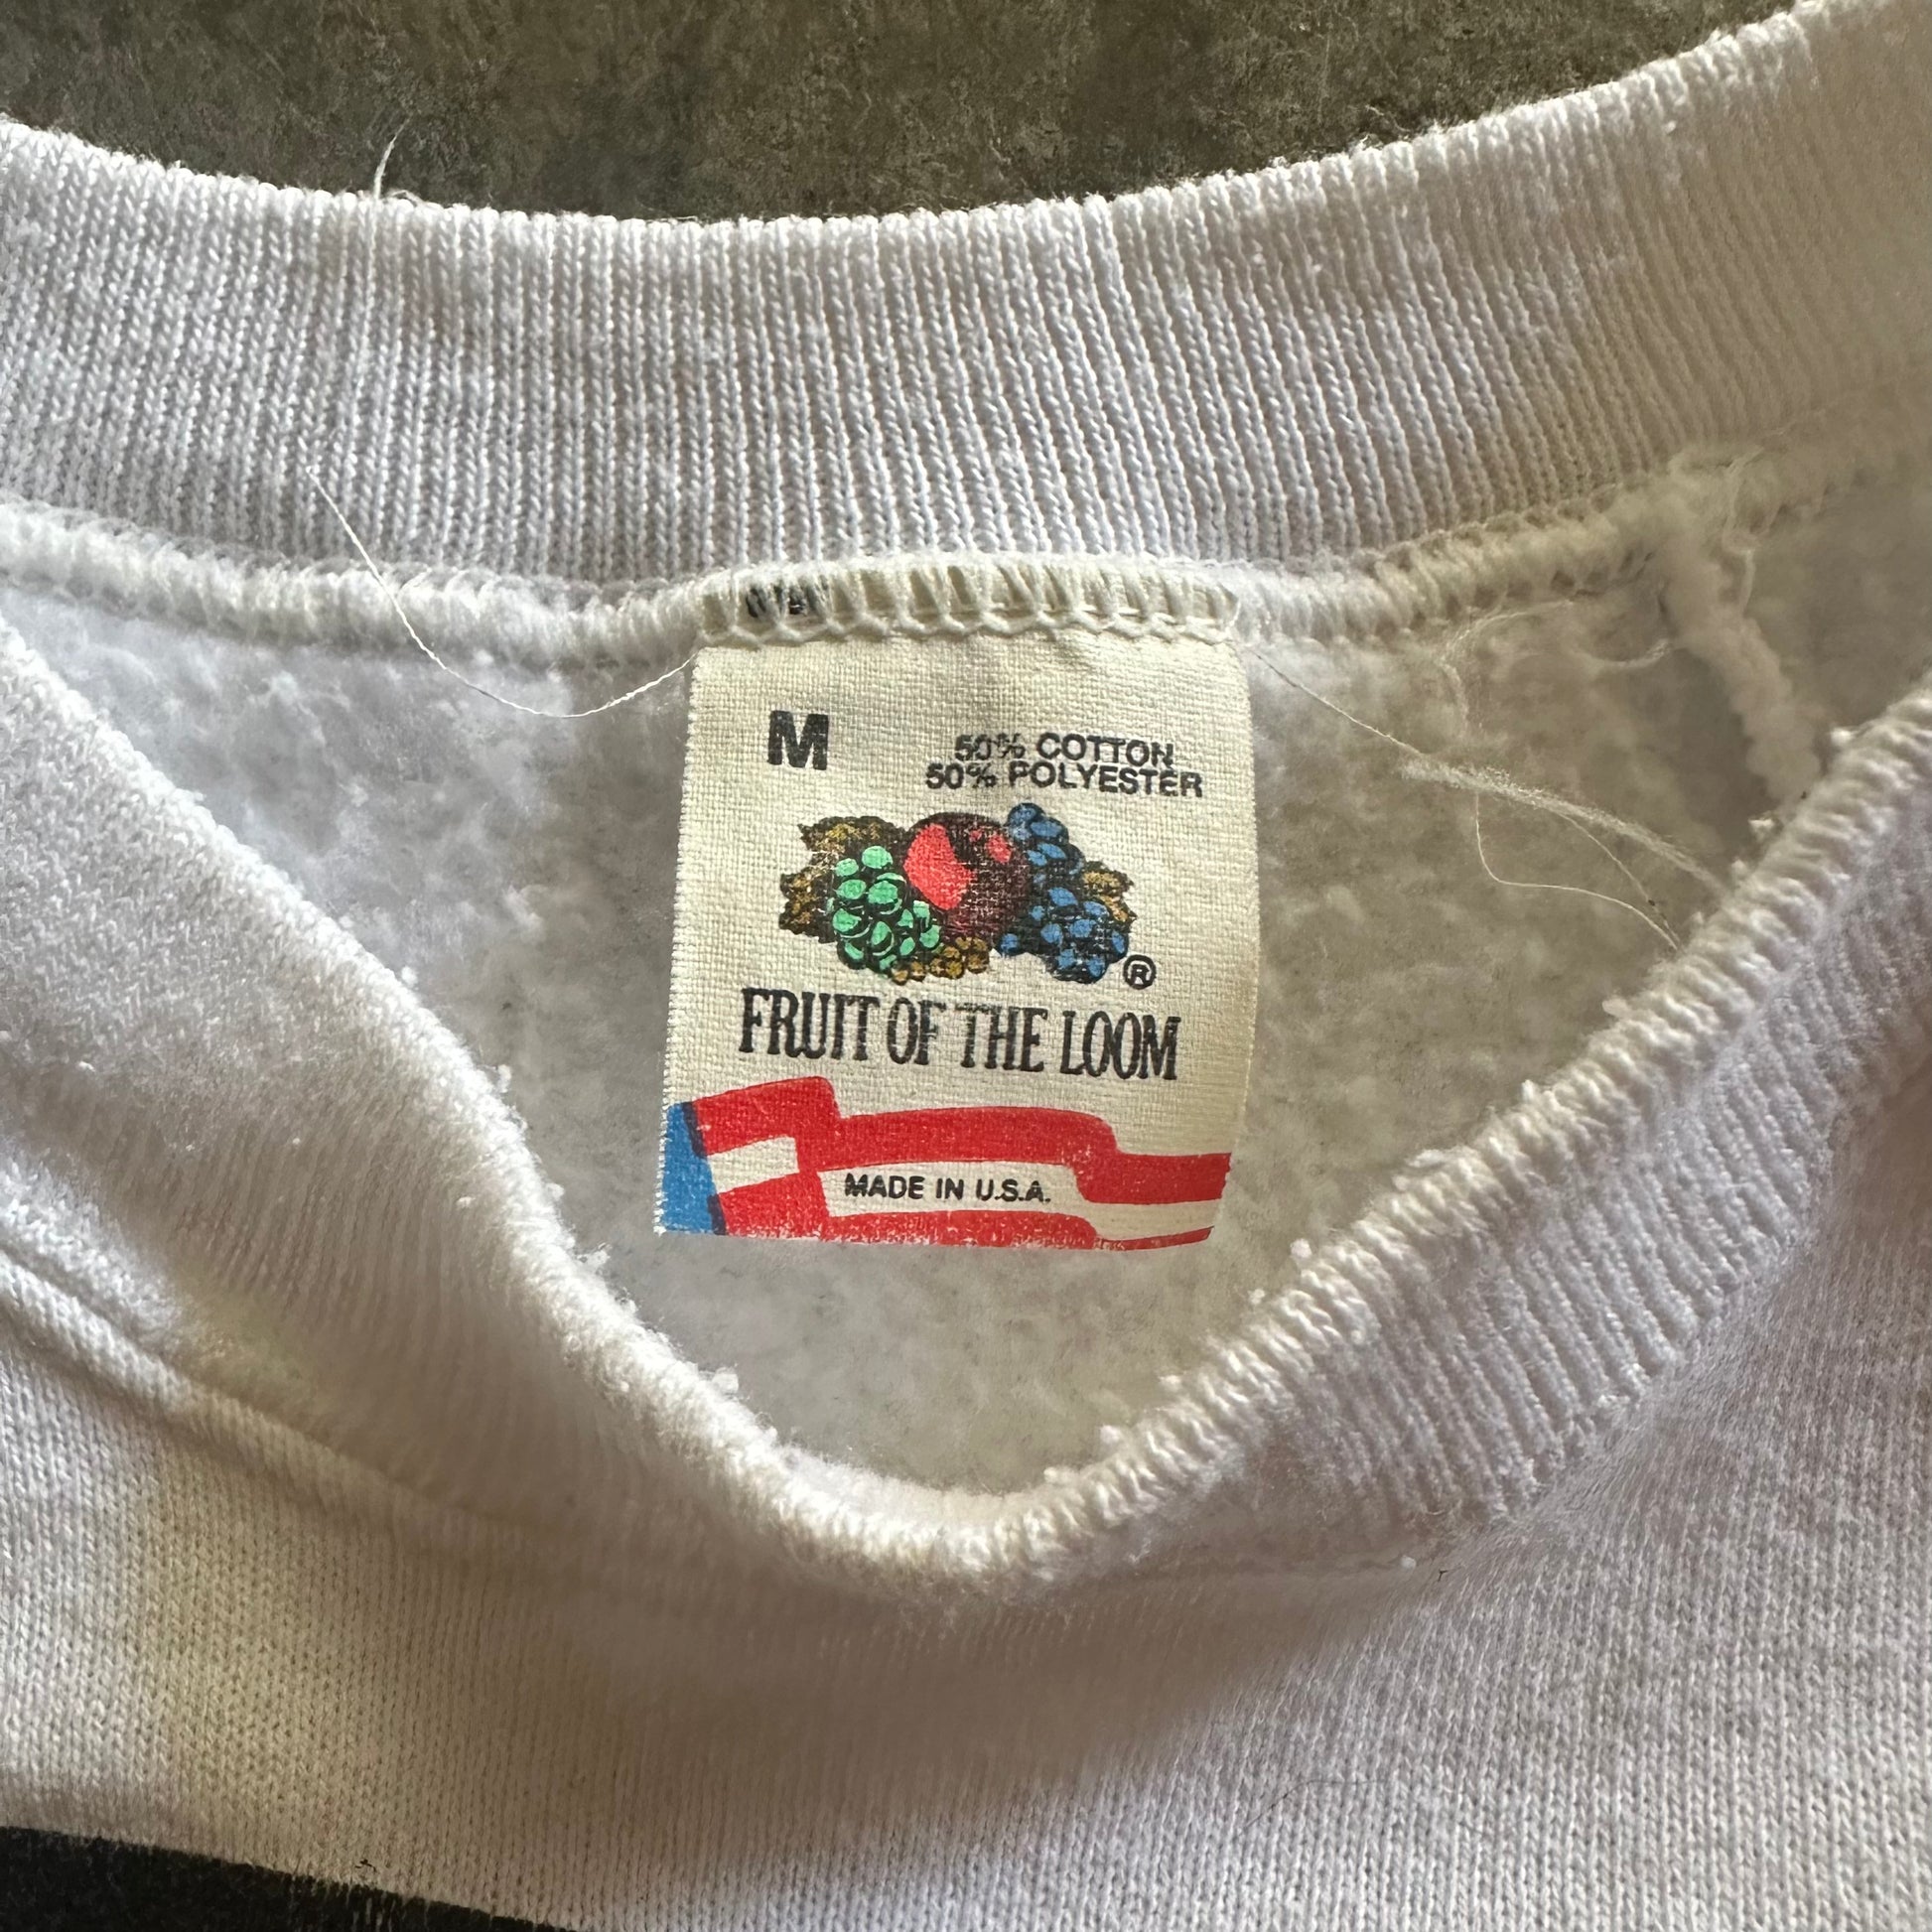 M
50% COTTON
50% POLYESTER
®
FRUIT OF THE LOOM
MADE IN U.S.A.